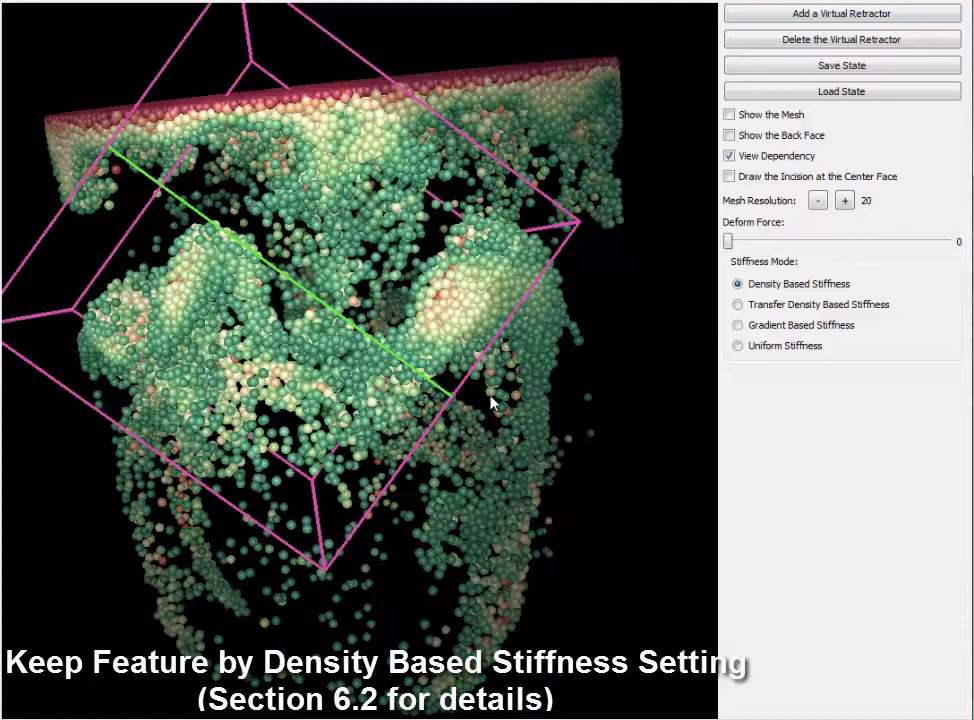 Add a Virtual Retractor
Delete the Virtual Retractor
Save State
Load State
Show the Mesh
Show the Back Face
View Dependency
Draw the Incision at the Center Face
Mesh Resolution: - + 20
Deform Force:
0
Stiffness Mode:
Density Based Stiffness
Transfer Density Based Stiffness
Gradient Based Stiffness
Uniform Stiffness
Keep Feature by Density Based Stiffness Setting
(Section 6.2 for details)